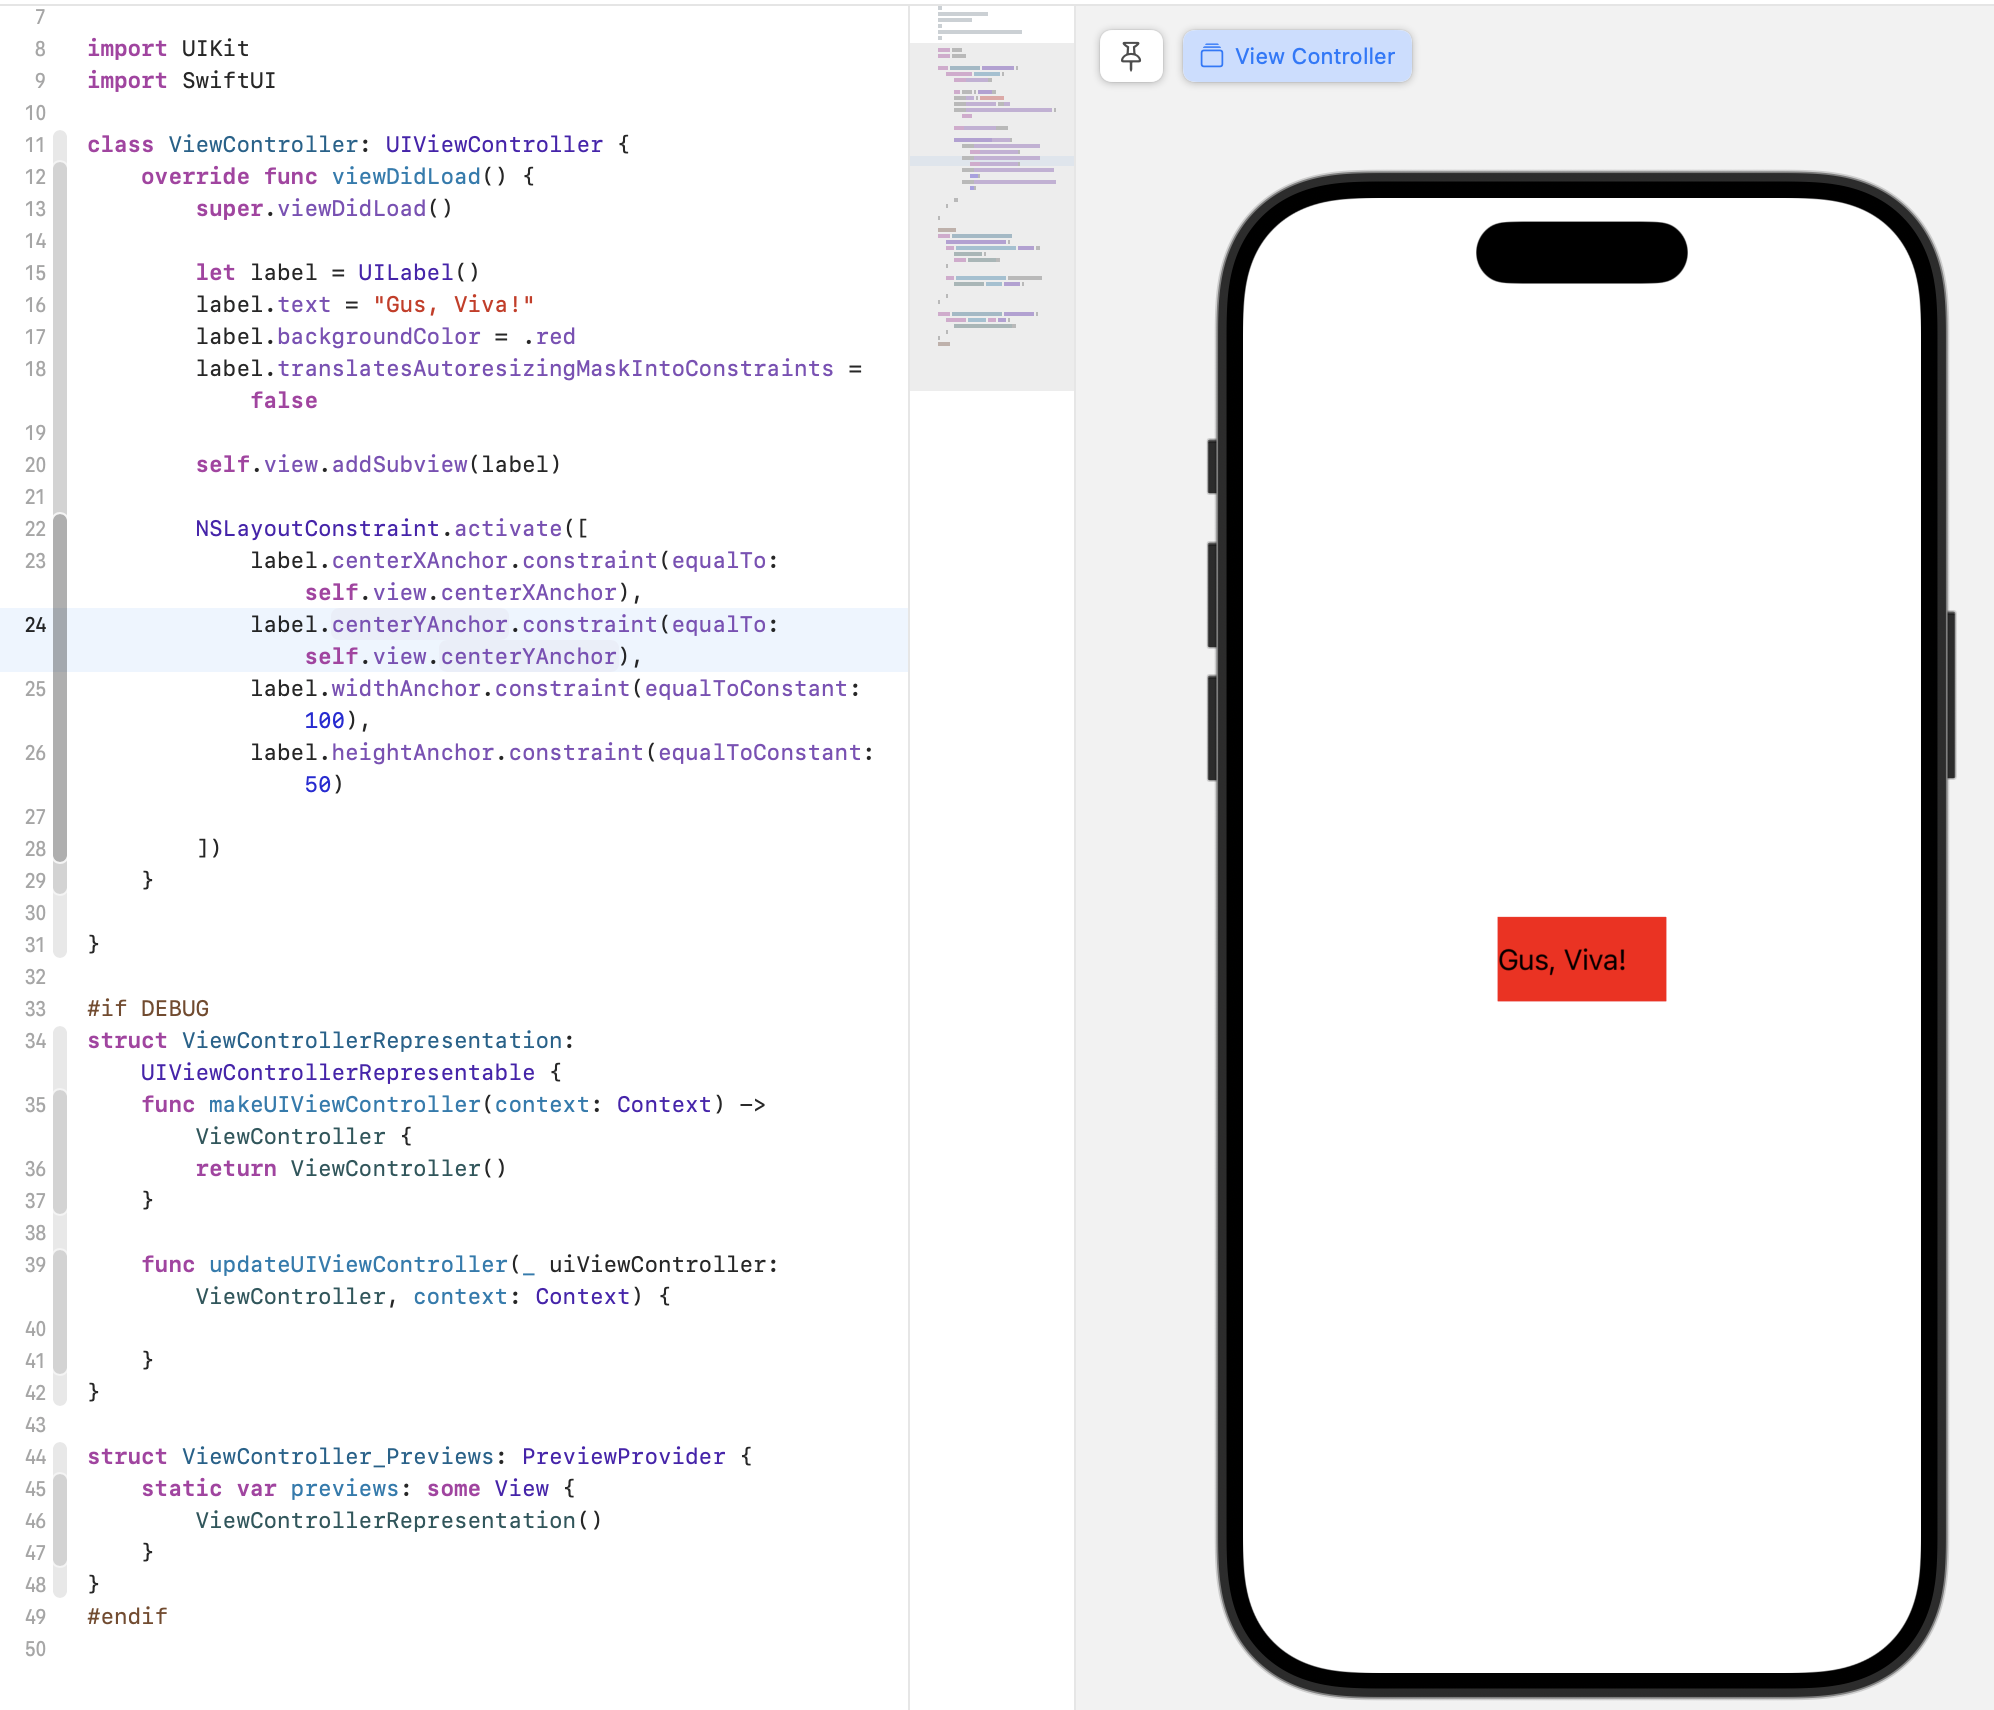 7
8 import UIKit
9 import SwiftUI
10
11 class ViewController: UIViewController {
12     override func viewDidLoad() {
13         super.viewDidLoad()
14
15         let label = UILabel()
16         label.text = "Gus, Viva!"
17         label.backgroundColor = .red
18         label.translatesAutoresizingMaskIntoConstraints =
            false
19
20         self.view.addSubview(label)
21
22         NSLayoutConstraint.activate([
23             label.centerXAnchor.constraint(equalTo:
                self.view.centerXAnchor),
24             label.centerYAnchor.constraint(equalTo:
                self.view.centerYAnchor),
25             label.widthAnchor.constraint(equalToConstant:
                100),
26             label.heightAnchor.constraint(equalToConstant:
                50)
27
28         ])
29     }
30
31 }
32
33 #if DEBUG
34 struct ViewControllerRepresentation:
    UIViewControllerRepresentable {
35     func makeUIViewController(context: Context) ->
        ViewController {
36         return ViewController()
37     }
38
39     func updateUIViewController(_ uiViewController:
        ViewController, context: Context) {
40
41     }
42 }
43
44 struct ViewController_Previews: PreviewProvider {
45     static var previews: some View {
46         ViewControllerRepresentation()
47     }
48 }
49 #endif
50
View Controller
Gus, Viva!